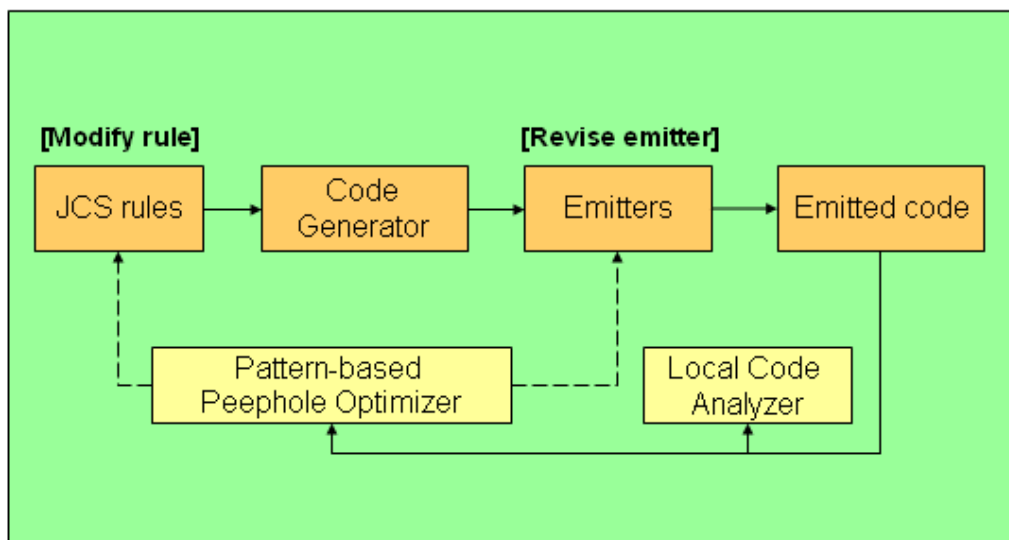 [Modify rule]
[Revise emitter]
JCS rules
Code
Generator
Emitters
Emitted code
Pattern-based
Peephole Optimizer
Local Code
Analyzer